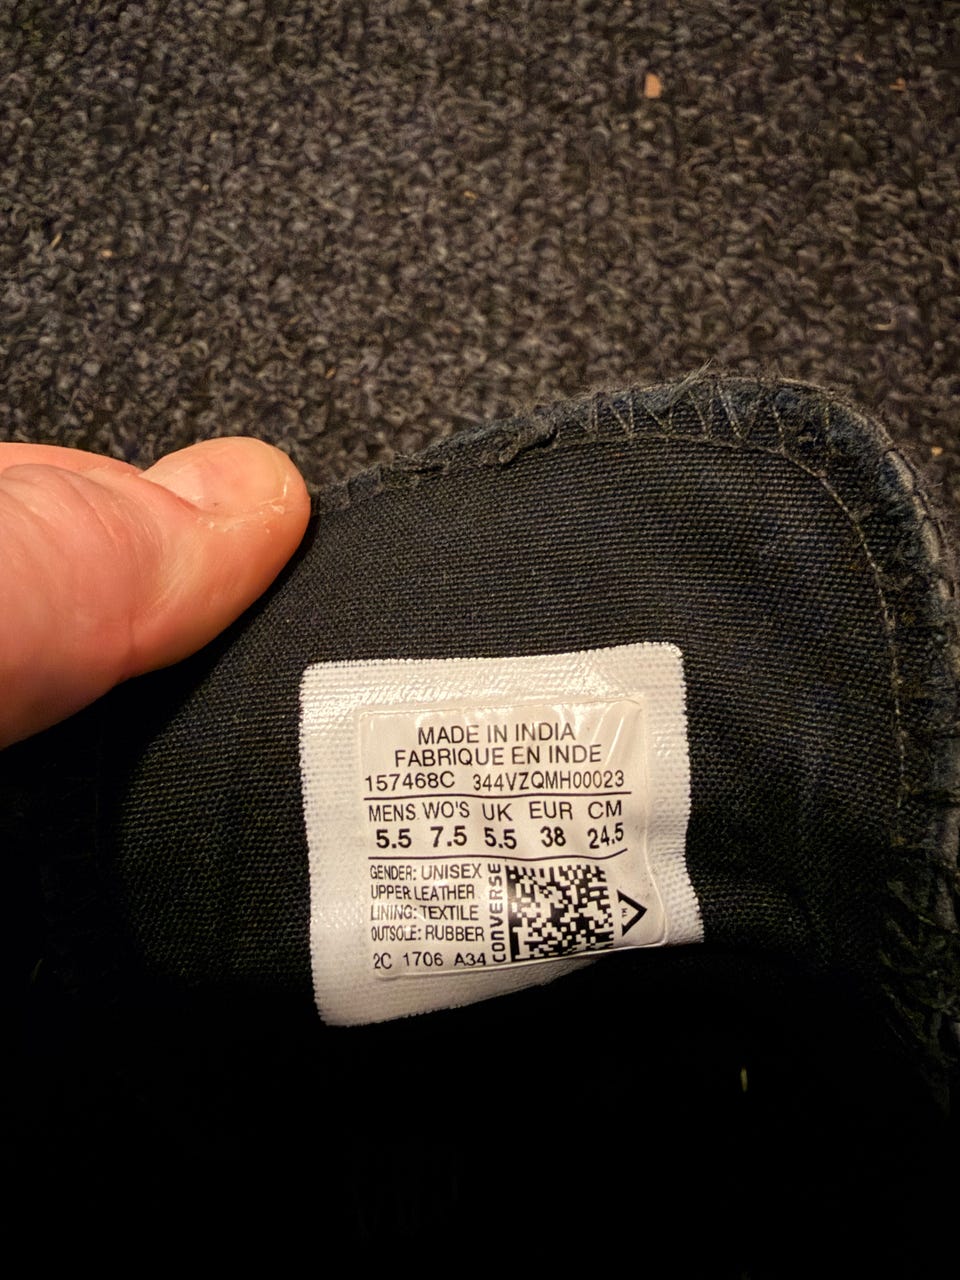 MADE IN INDIA
FABRIQUE EN INDE
157468C 344VZQMH00023
MENS WO'S UK EUR CM
5.5 7.5 5.5 38 24.5
GENDER: UNISEX
UPPER LEATHER
LINING: TEXTILE
OUTSOLE: RUBBER
2C 1706 A34
CONVERSE
TM